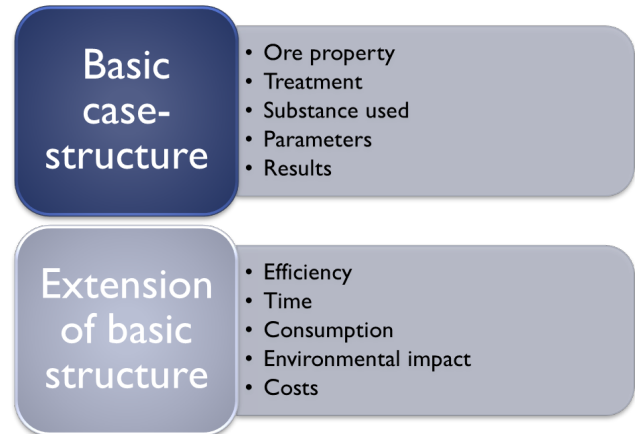 Basic
case-
structure
• Ore property
• Treatment
• Substance used
• Parameters
• Results
Extension
of basic
structure
• Efficiency
• Time
• Consumption
• Environmental impact
• Costs